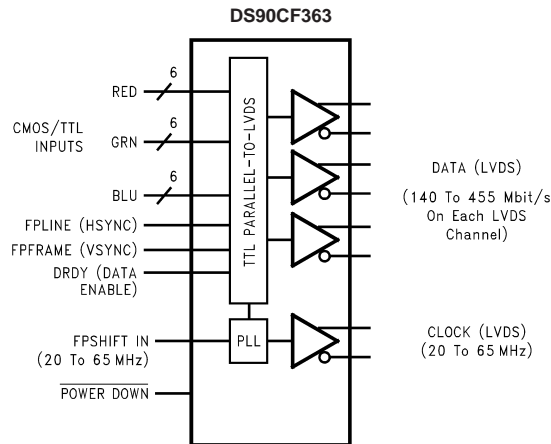 DS90CF363
6
RED
6
CMOS/TTL
INPUTS
GRN
6
BLU
FPLINE (HSYNC)
FPFRAME (VSYNC)
DRDY (DATA
ENABLE)
FPSHIFT IN
(20 To 65 MHz)
POWER DOWN
TTL PARALLEL-TO-LVDS
PLL
DATA (LVDS)
(140 To 455 Mbit/s
On Each LVDS
Channel)
CLOCK (LVDS)
(20 To 65 MHz)